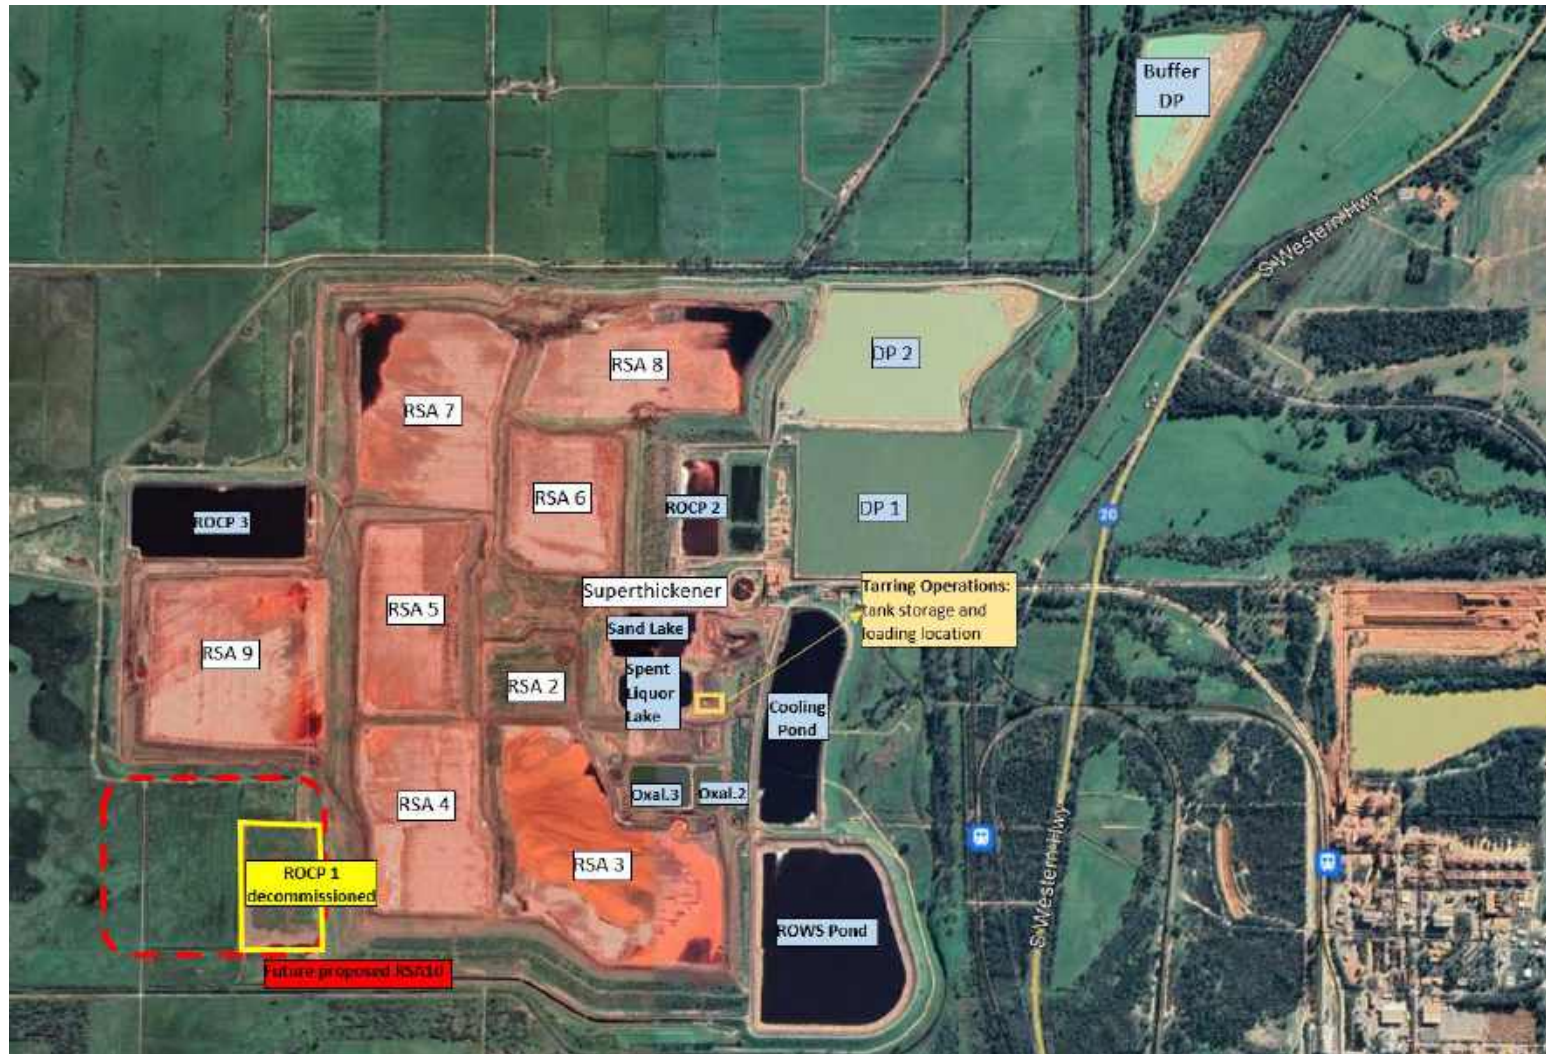 Buffer
DP
S Western Hwy
DP 2
RSA 8
RSA 7
RSA 6
ROCP 2
DP 1
ROCP 3
20
Superthickener
Tarring Operations:
tank storage and
loading location
RSA 5
Sand Lake
RSA 9
Spent
Liquor
Lake
RSA 2
Cooling
Pond
Oxal.3
Oxal.2
RSA 4
S Western Hwy
RSA 3
ROCP 1
decommissioned
ROWS Pond
Future proposed RSA10